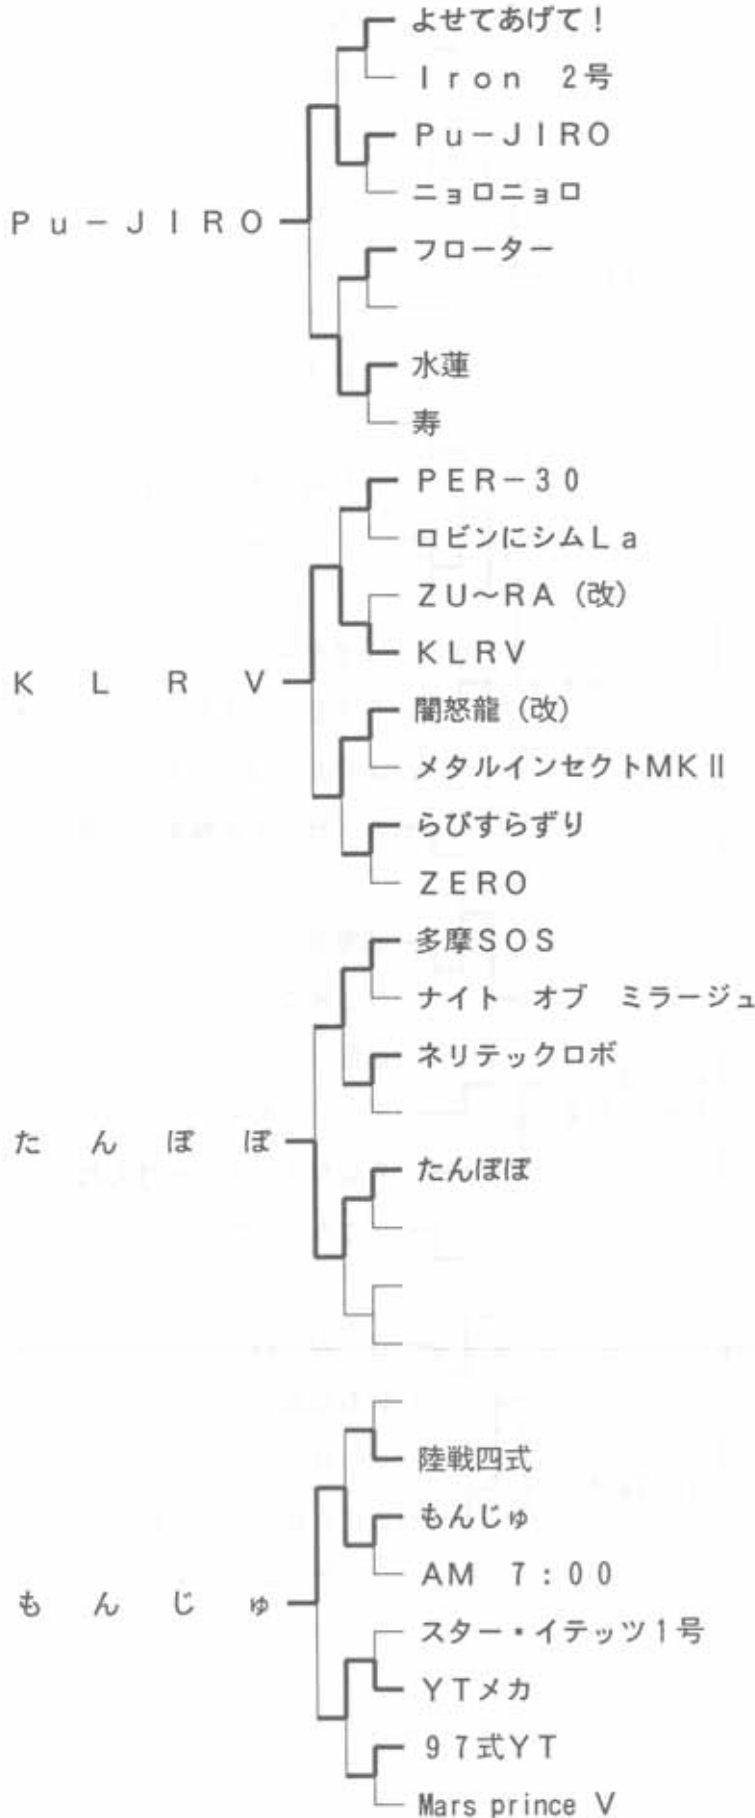 よせてあげて！
Iron 2号
Pu－JIRO
ニョロニョロ
Pu－JIRO
フローター
水蓮
寿
PER－30
ロビンにシムLa
ZU～RA（改）
KLRV
KLRV
闇怒龍（改）
メタルインセクトMKⅡ
らぴすらずり
ZERO
多摩SOS
ナイト オブ ミラージュ
ネリテックロボ
たんぽぽ
たんぽぽ
陸戦四式
もんじゅ
AM 7:00
もんじゅ
スター・イテッツ1号
YTメカ
97式YT
Mars prince V